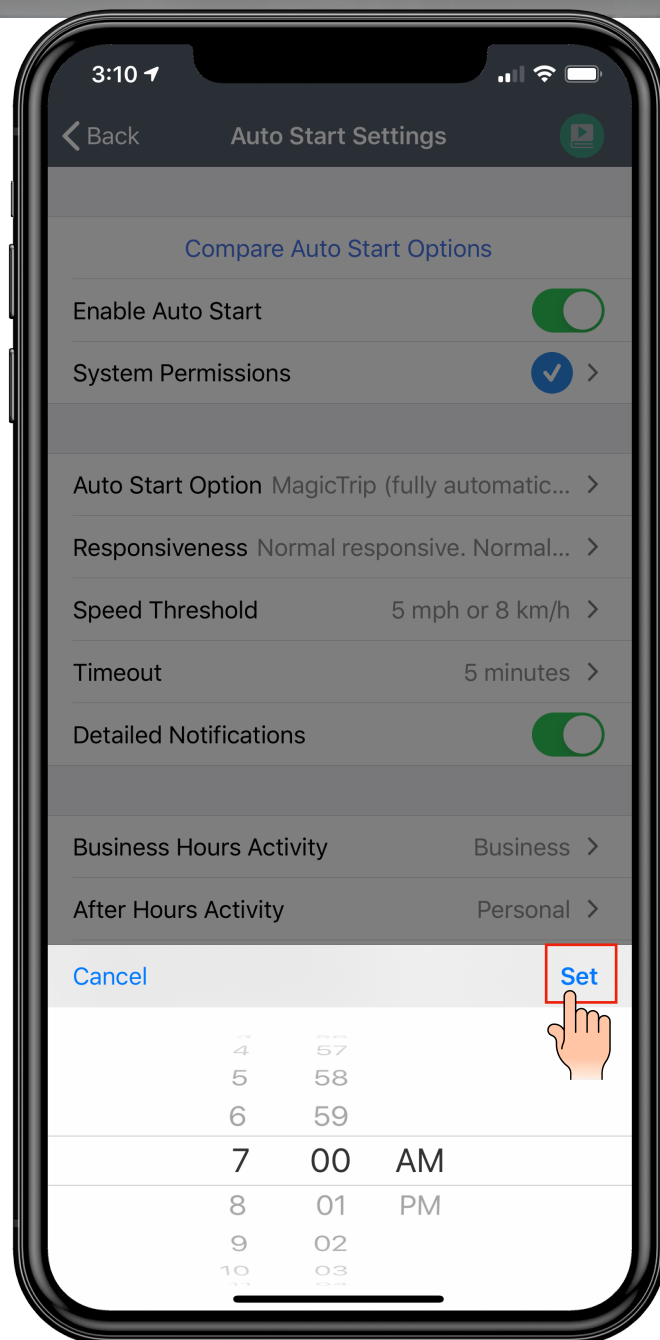 3:10
Back Auto Start Settings
Compare Auto Start Options
Enable Auto Start
System Permissions
Auto Start Option MagicTrip (fully automatic...
Responsiveness Normal responsive. Normal...
Speed Threshold 5 mph or 8 km/h
Timeout 5 minutes
Detailed Notifications
Business Hours Activity Business
After Hours Activity Personal
Cancel Set
4 57
5 58
6 59
7 00 AM
8 01 PM
9 02
10 03